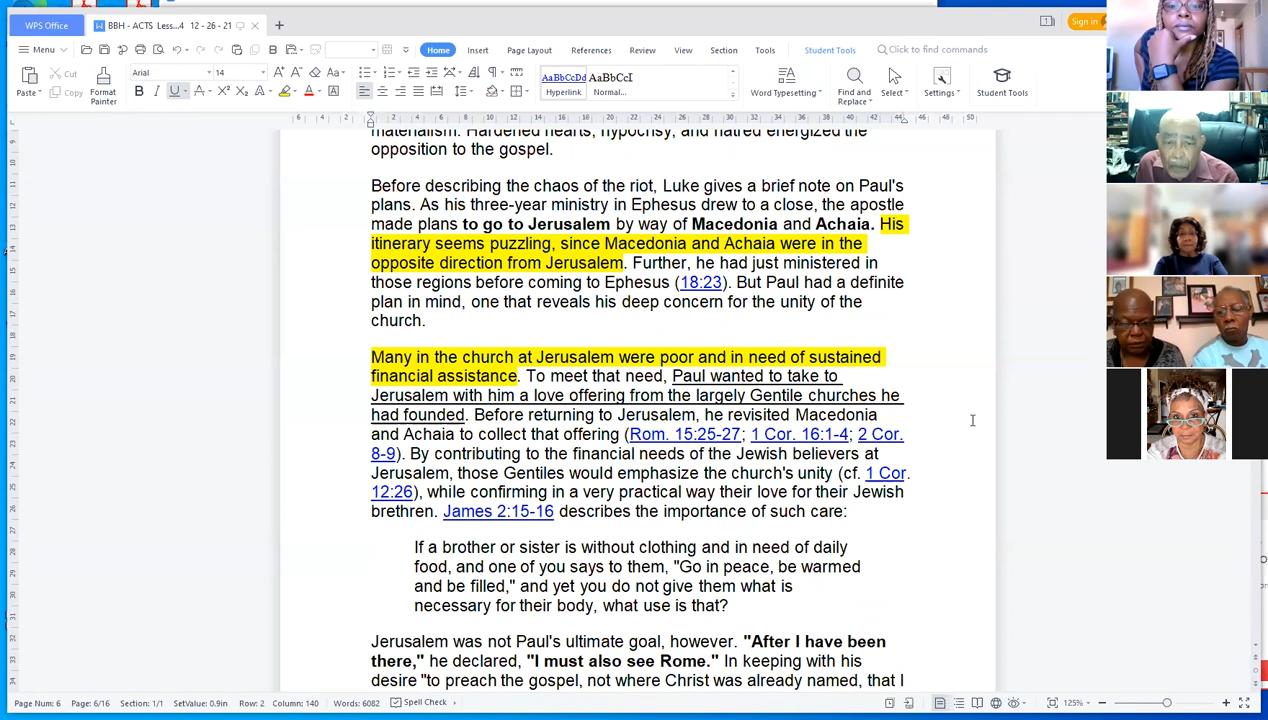 WPS Office
BBH - ACTS Less...4 12 - 26 - 21
Sign in
Menu
Home
Insert
Page Layout
References
Review
View
Section
Tools
Student Tools
Click to find commands
Cut
Paste
Copy
Format
Painter
Arial
14
AaBbCcDd
Hyperlink
AaBbCcI
Normal...
Word Typesetting
Find and
Replace
Select
Settings
Student Tools
materialism. Hardened hearts, hypocrisy, and hatred energized the
opposition to the gospel.
Before describing the chaos of the riot, Luke gives a brief note on Paul's
plans. As his three-year ministry in Ephesus drew to a close, the apostle
made plans to go to Jerusalem by way of Macedonia and Achaia. His
itinerary seems puzzling, since Macedonia and Achaia were in the
opposite direction from Jerusalem. Further, he had just ministered in
those regions before coming to Ephesus (18:23). But Paul had a definite
plan in mind, one that reveals his deep concern for the unity of the
church.
Many in the church at Jerusalem were poor and in need of sustained
financial assistance. To meet that need, Paul wanted to take to
Jerusalem with him a love offering from the largely Gentile churches he
had founded. Before returning to Jerusalem, he revisited Macedonia
and Achaia to collect that offering (Rom. 15:25-27; 1 Cor. 16:1-4; 2 Cor.
8-9). By contributing to the financial needs of the Jewish believers at
Jerusalem, those Gentiles would emphasize the church's unity (cf. 1 Cor.
12:26), while confirming in a very practical way their love for their Jewish
brethren. James 2:15-16 describes the importance of such care:
If a brother or sister is without clothing and in need of daily
food, and one of you says to them, "Go in peace, be warmed
and be filled," and yet you do not give them what is
necessary for their body, what use is that?
Jerusalem was not Paul's ultimate goal, however. "After I have been
there," he declared, "I must also see Rome." In keeping with his
desire "to preach the gospel, not where Christ was already named, that I
Page Num: 6 Page: 6/16 Section: 1/1 SetValue: 0.9in Row: 2 Column: 140 Words: 6082 Spell Check
125%